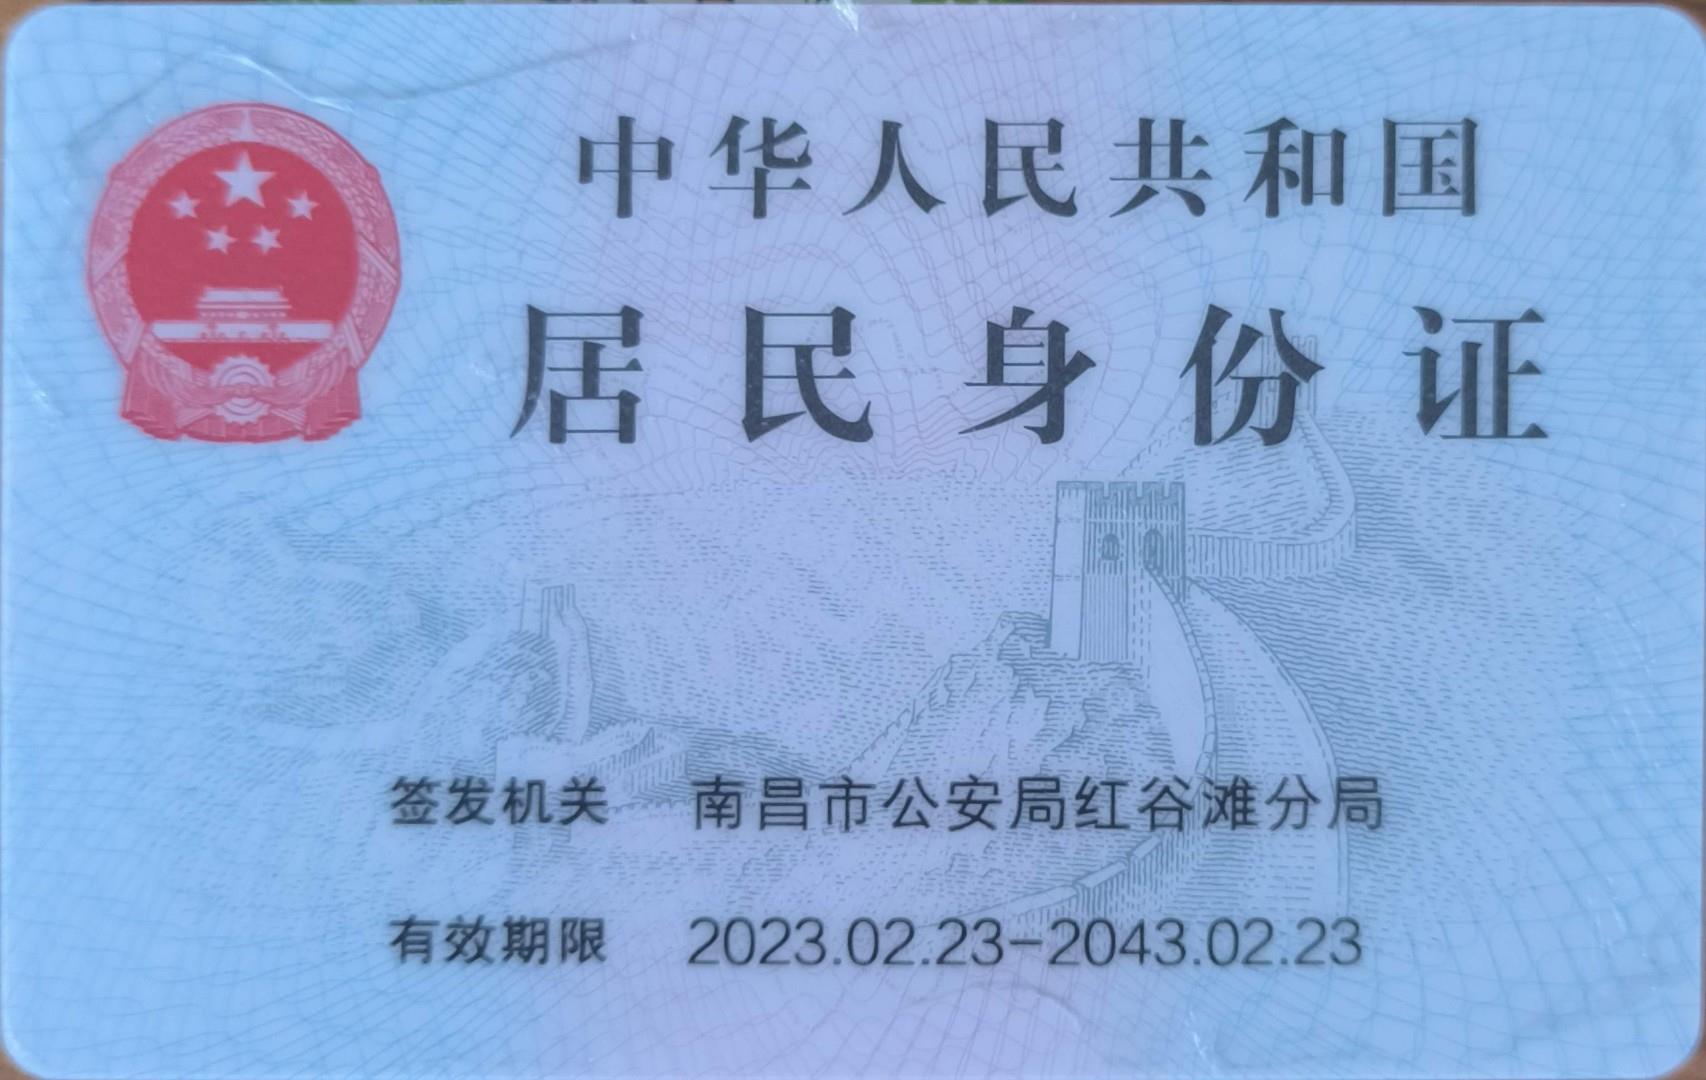 中华人民共和国
居民身份证
签发机关 南昌市公安局红谷滩分局
有效期限 2023.02.23-2043.02.23